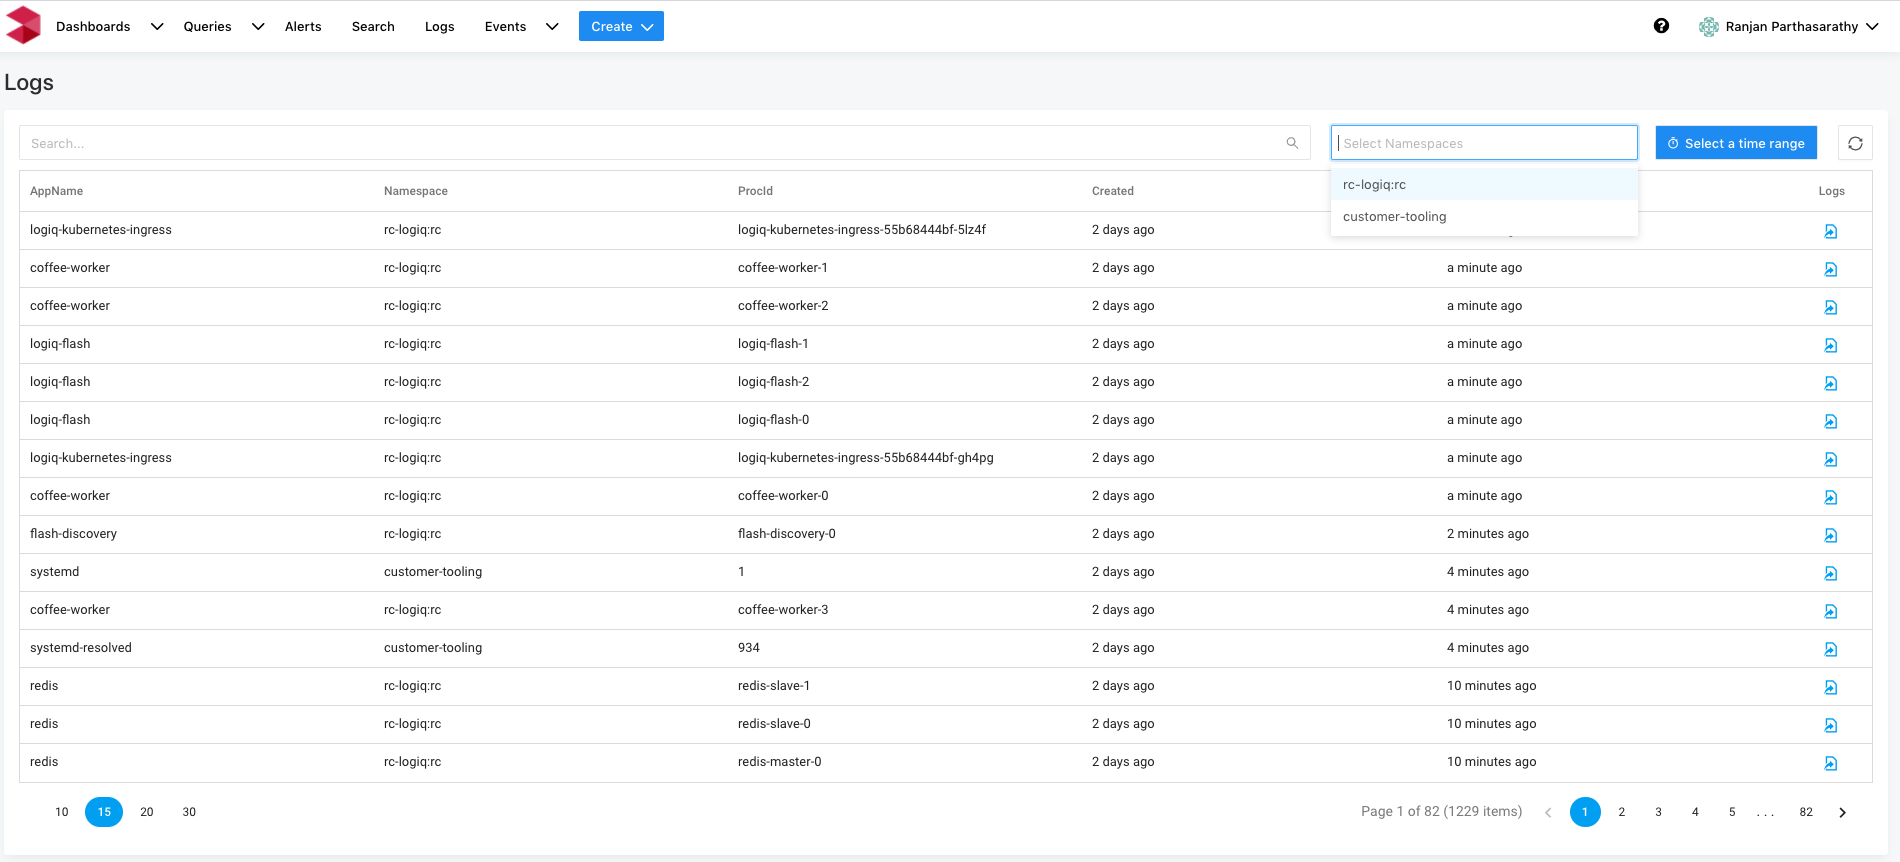 Dashboards Queries Alerts Search Logs Events Create Ranjan Parthasarathy
Logs
Search... Select Namespaces Select a time range
AppName Namespace ProcId Created Logs
rc-logiq:rc
customer-tooling
logiq-kubernetes-ingress rc-logiq:rc logiq-kubernetes-ingress-55b68444bf-5lz4f 2 days ago
coffee-worker rc-logiq:rc coffee-worker-1 2 days ago a minute ago
coffee-worker rc-logiq:rc coffee-worker-2 2 days ago a minute ago
logiq-flash rc-logiq:rc logiq-flash-1 2 days ago a minute ago
logiq-flash rc-logiq:rc logiq-flash-2 2 days ago a minute ago
logiq-flash rc-logiq:rc logiq-flash-0 2 days ago a minute ago
logiq-kubernetes-ingress rc-logiq:rc logiq-kubernetes-ingress-55b68444bf-gh4pg 2 days ago a minute ago
coffee-worker rc-logiq:rc coffee-worker-0 2 days ago a minute ago
flash-discovery rc-logiq:rc flash-discovery-0 2 days ago 2 minutes ago
systemd customer-tooling 1 2 days ago 4 minutes ago
coffee-worker rc-logiq:rc coffee-worker-3 2 days ago 4 minutes ago
systemd-resolved customer-tooling 934 2 days ago 4 minutes ago
redis rc-logiq:rc redis-slave-1 2 days ago 10 minutes ago
redis rc-logiq:rc redis-slave-0 2 days ago 10 minutes ago
redis rc-logiq:rc redis-master-0 2 days ago 10 minutes ago
10 15 20 30 Page 1 of 82 (1229 items) 1 2 3 4 5 ... 82